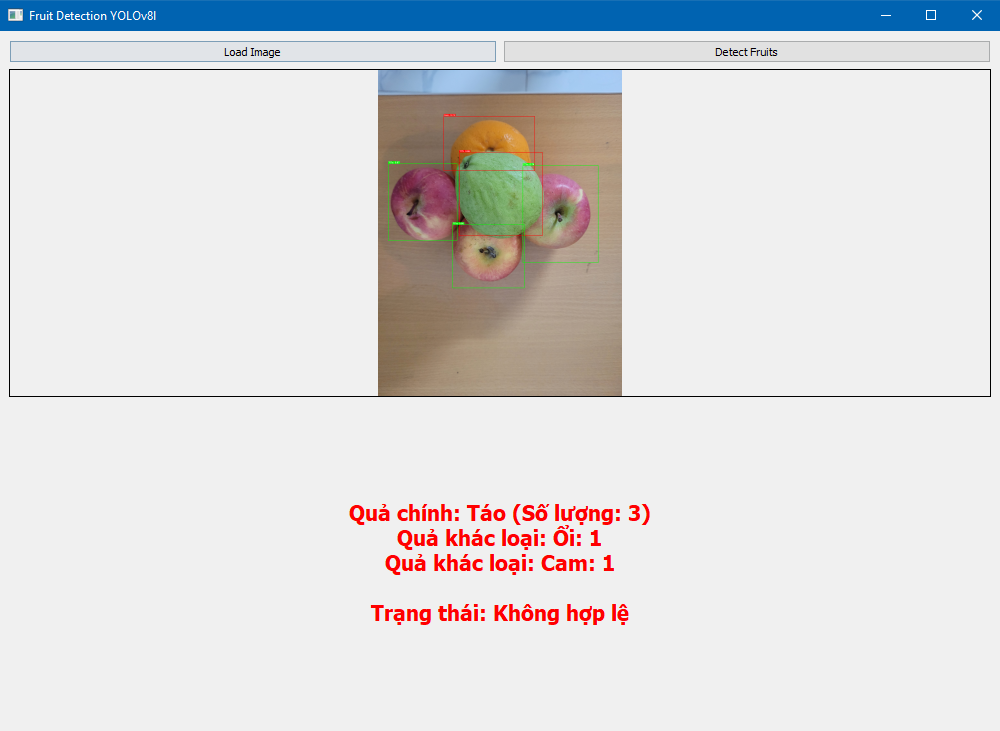 Fruit Detection YOLOv8l
Load Image
Detect Fruits
Quả chính: Táo (Số lượng: 3)
Quả khác loại: Ổi: 1
Quả khác loại: Cam: 1
Trạng thái: Không hợp lệ